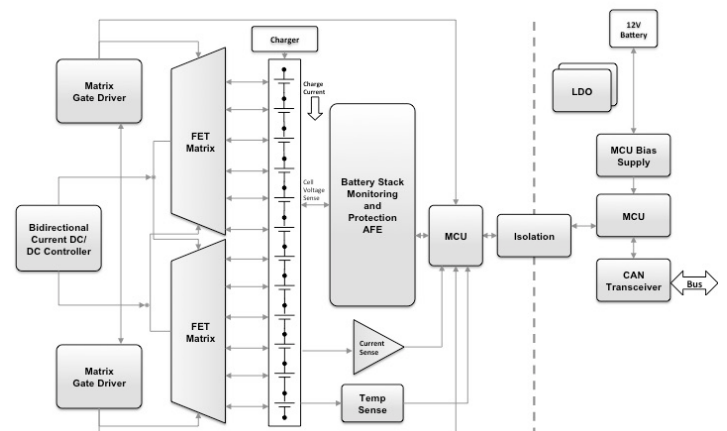 Charger
12V
Battery
Matrix
Gate Driver
Charge
Current
LDO
FET
Matrix
MCU Bias
Supply
Cell
Voltage
Sense
Battery Stack
Monitoring
and
Protection
AFE
Bidirectional
Current DC/
DC Controller
MCU
Isolation
MCU
CAN
Transceiver
Bus
FET
Matrix
Current
Sense
Matrix
Gate Driver
Temp
Sense